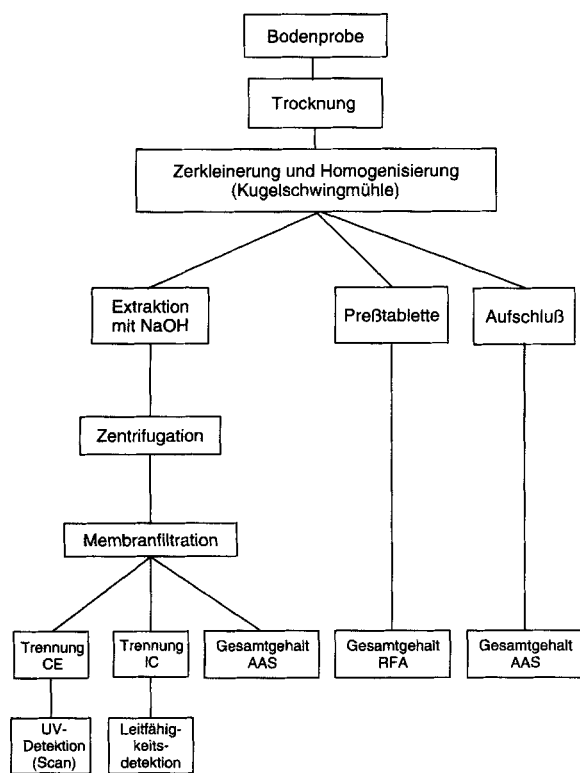 Bodenprobe
Trocknung
Zerkleinerung und Homogenisierung
(Kugelschwingmühle)
Extraktion
mit NaOH
Preßtablette
Aufschluß
Zentrifugation
Membranfiltration
Trennung
CE
Trennung
IC
Gesamtgehalt
AAS
Gesamtgehalt
RFA
Gesamtgehalt
AAS
UV-
Detektion
(Scan)
Leitfähig-
keits-
detektion